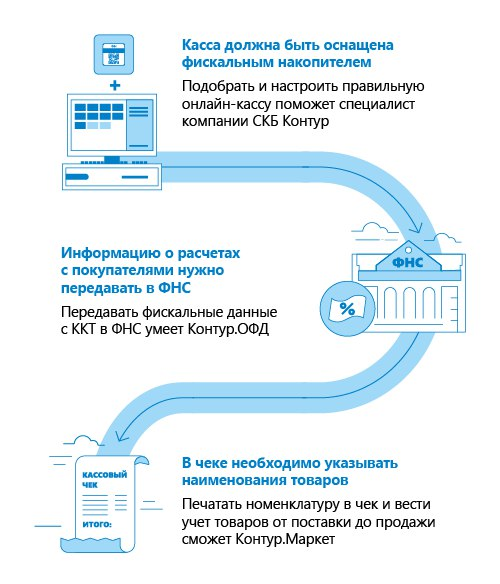 Касса должна быть оснащена
фискальным накопителем
Подобрать и настроить правильную
онлайн-кассу поможет специалист
компании СКБ Контур
+
Информацию о расчетах
с покупателями нужно
передавать в ФНС
Передавать фискальные данные
с ККТ в ФНС умеет Контур.ОФД
ФНС
%
В чеке необходимо указывать
наименования товаров
Печатать номенклатуру в чек и вести
учет товаров от поставки до продажи
сможет Контур.Маркет
КАССОВЫЙ
ЧЕК
ИТОГО: